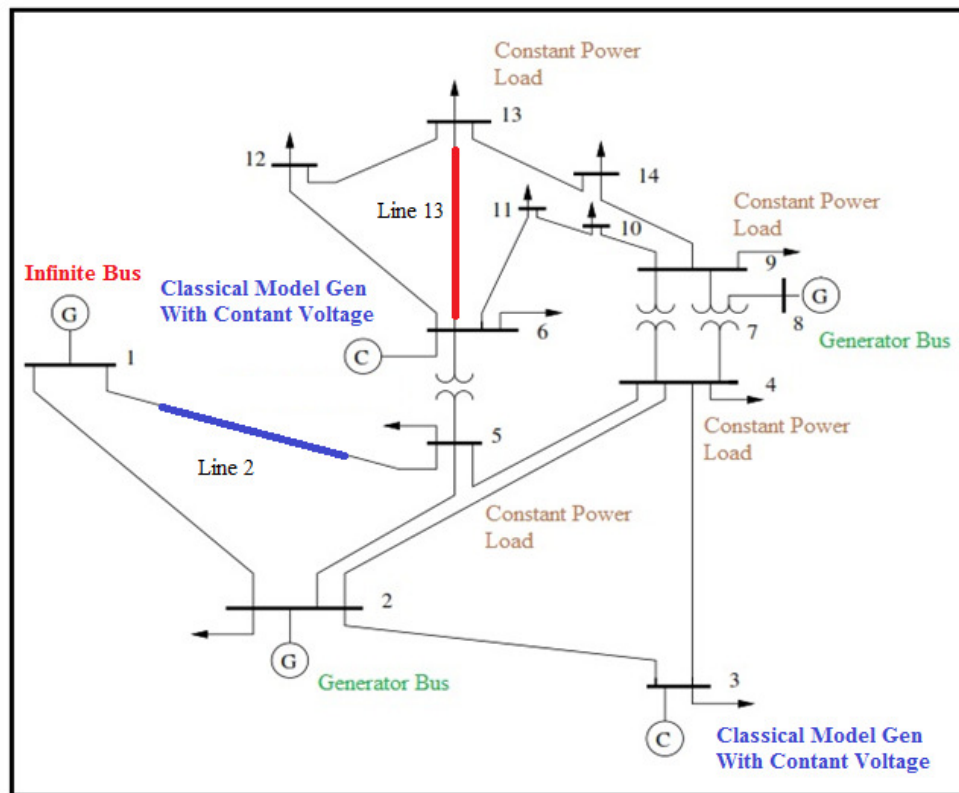 Constant Power
Load
13
12
14
Line 13
11
10
Constant Power
Load
9
Infinite Bus
Classical Model Gen
With Contant Voltage
G
G
6
7
8
1
C
Generator Bus
4
5
Constant Power
Load
Line 2
Constant Power
Load
2
G
Generator Bus
3
C
Classical Model Gen
With Contant Voltage